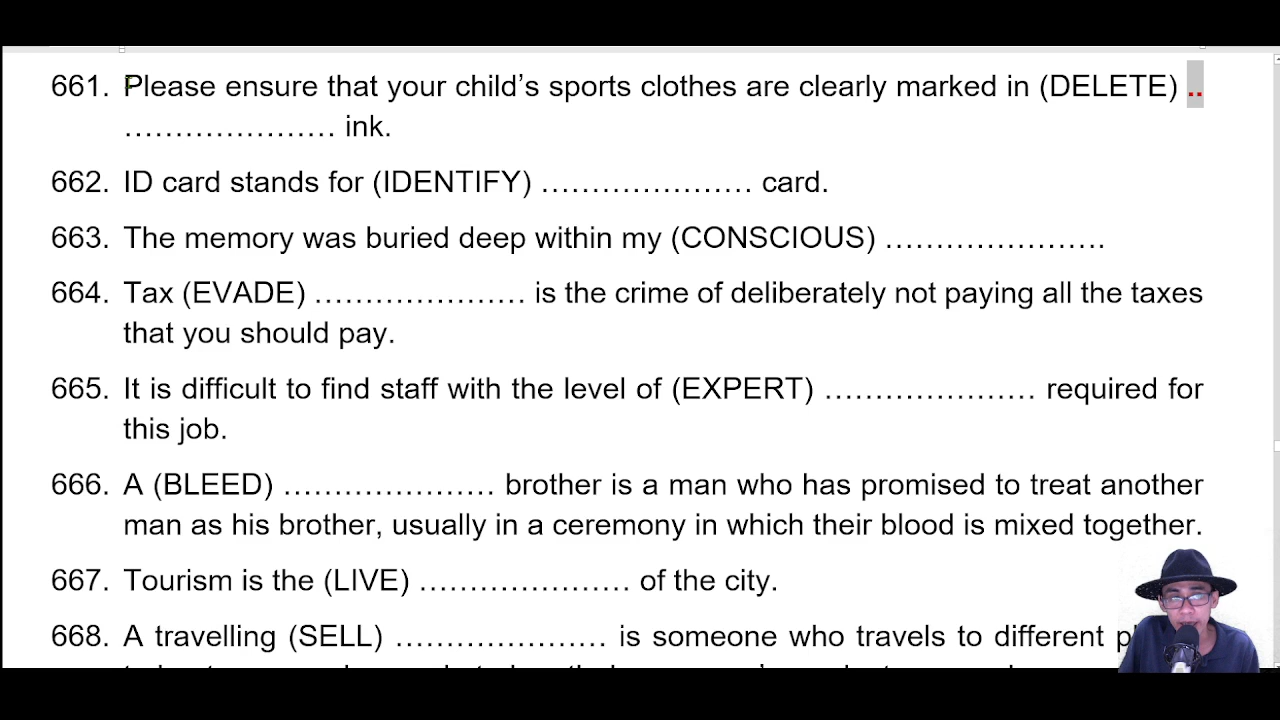 661. Please ensure that your child’s sports clothes are clearly marked in (DELETE) ..
………………….… ink.
662. ID card stands for (IDENTIFY) …………………. card.
663. The memory was buried deep within my (CONSCIOUS) …………………….
664. Tax (EVADE) …………………. is the crime of deliberately not paying all the taxes
that you should pay.
665. It is difficult to find staff with the level of (EXPERT) …………………. required for
this job.
666. A (BLEED) …………………. brother is a man who has promised to treat another
man as his brother, usually in a ceremony in which their blood is mixed together.
667. Tourism is the (LIVE) …………………. of the city.
668. A travelling (SELL) …………………. is someone who travels to different